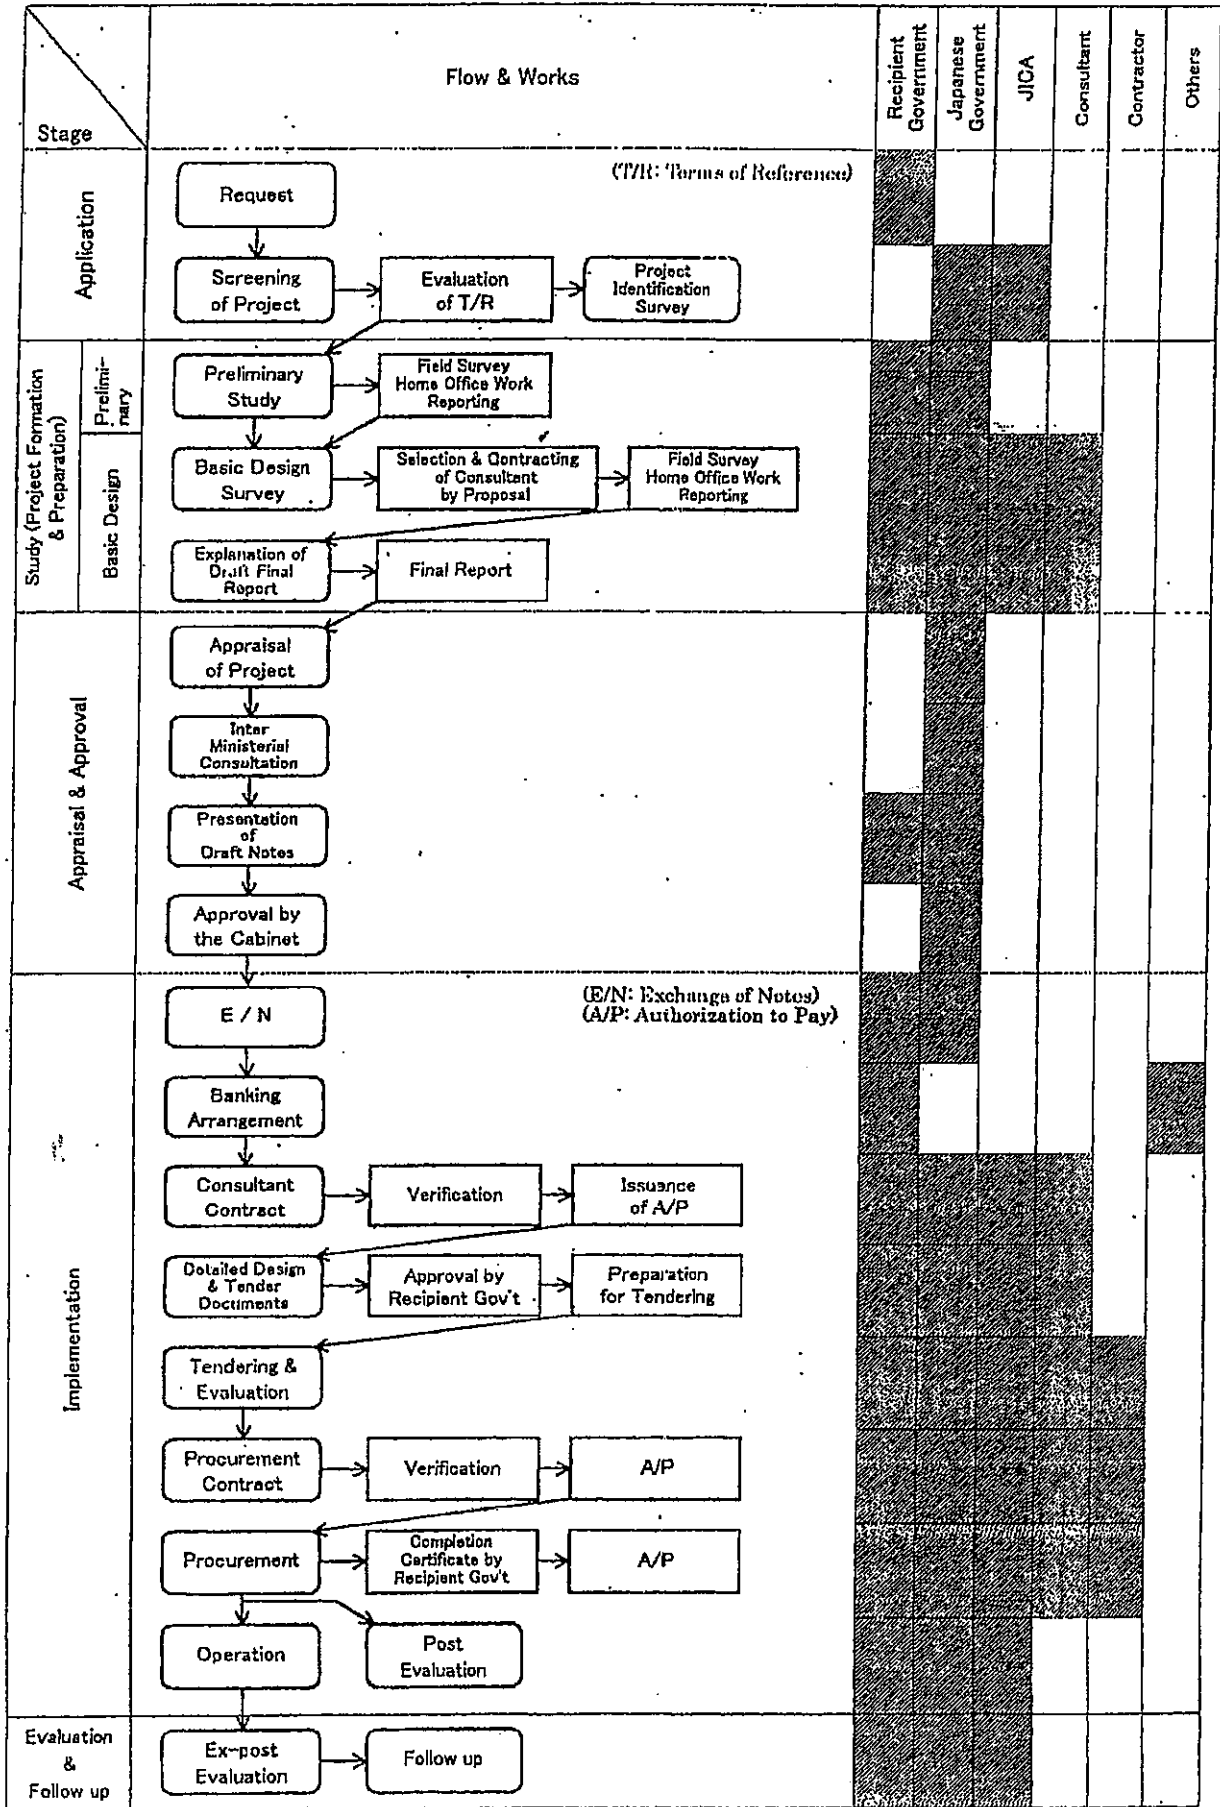 Stage
Flow & Works
Recipient
Government
Japanese
Government
JICA
Consultant
Contractor
Others
Application
(T/R: Terms of Reference)
Request
Screening
of Project
Evaluation
of T/R
Project
Identification
Survey
Study (Project Formation
& Preparation)
Prelimi-
nary
Preliminary
Study
Field Survey
Home Office Work
Reporting
Basic Design
Basic Design
Survey
Selection & Contracting
of Consultant
by Proposal
Field Survey
Home Office Work
Reporting
Explanation of
Draft Final
Report
Final Report
Appraisal & Approval
Appraisal
of Project
Inter
Ministerial
Consultation
Presentation
of
Draft Notes
Approval by
the Cabinet
Implementation
E / N
(E/N: Exchange of Notes)
(A/P: Authorization to Pay)
Banking
Arrangement
Consultant
Contract
Verification
Issuance
of A/P
Detailed Design
& Tender
Documents
Approval by
Recipient Gov't
Preparation
for Tendering
Tendering &
Evaluation
Procurement
Contract
Verification
A/P
Procurement
Completion
Certificate by
Recipient Gov't
A/P
Operation
Post
Evaluation
Evaluation
&
Follow up
Ex-post
Evaluation
Follow up